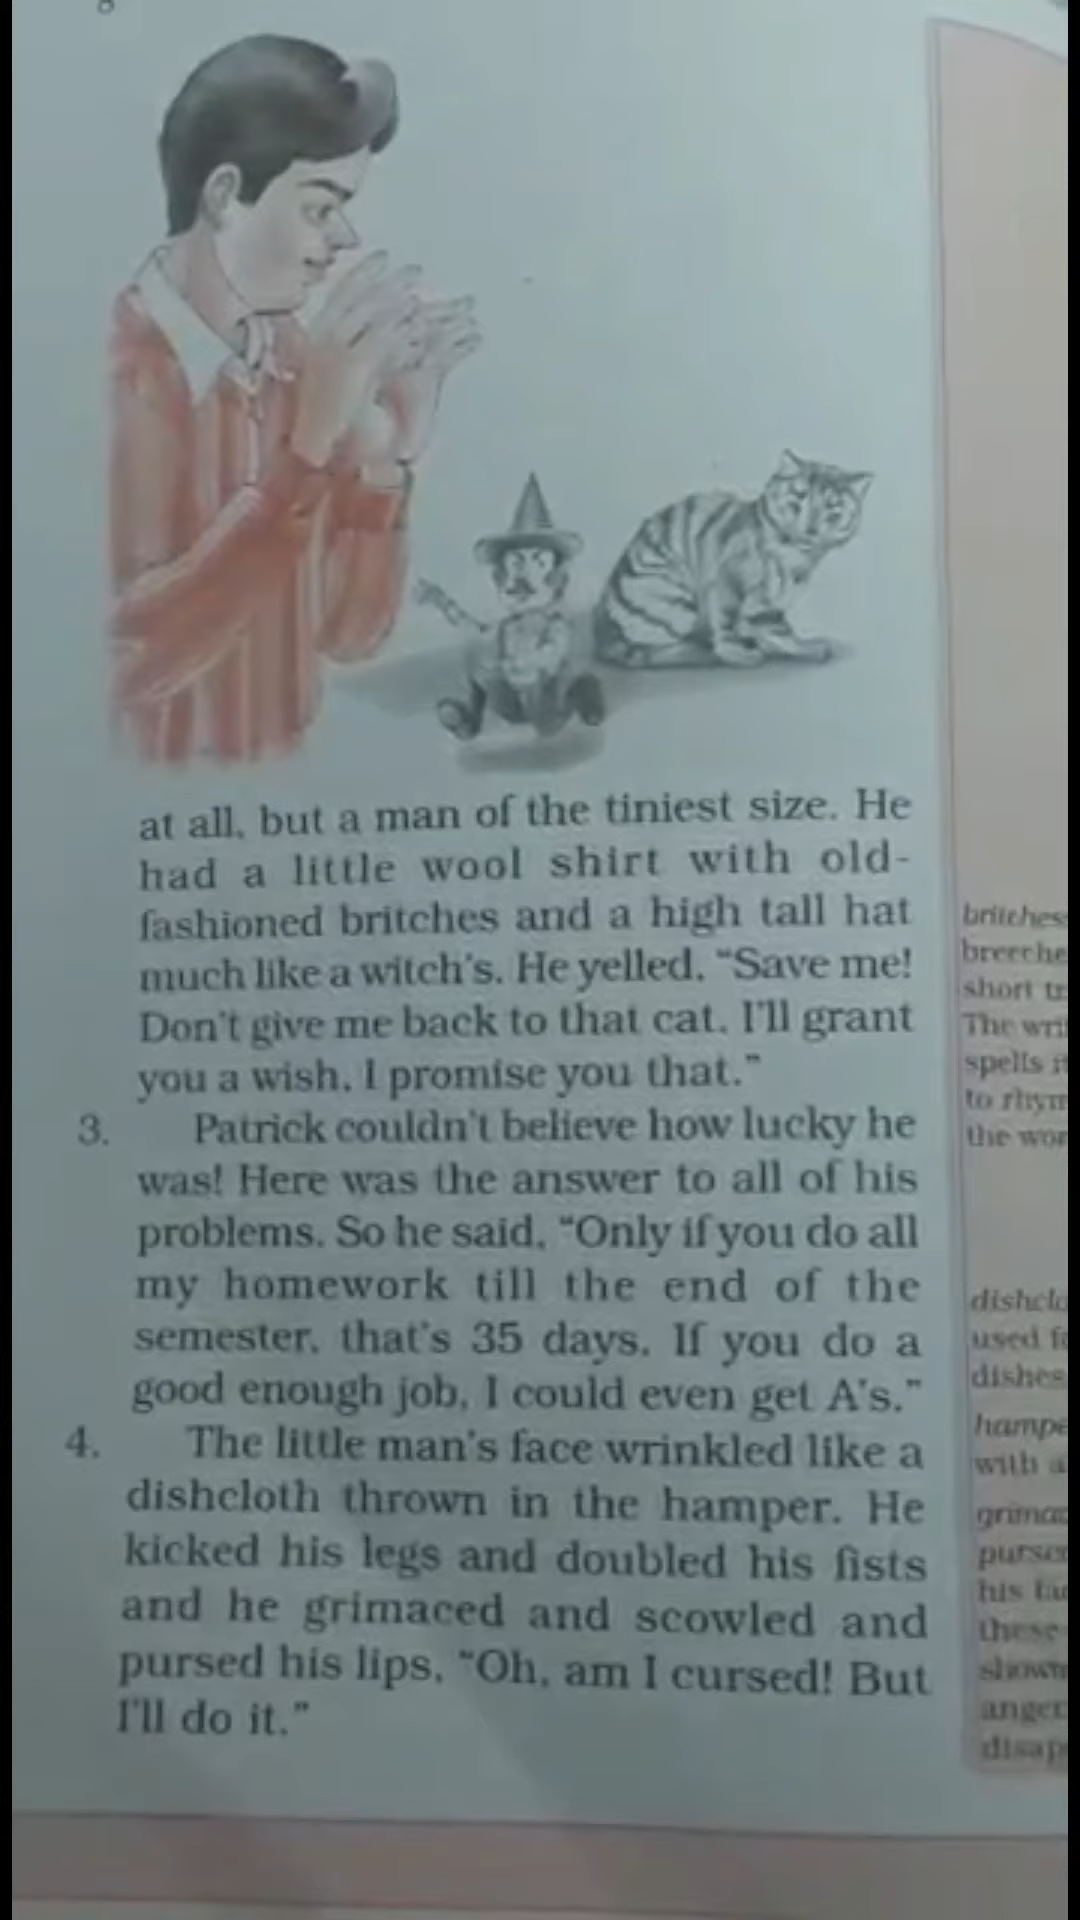 at all, but a man of the tiniest size. He
had a little wool shirt with old-
fashioned britches and a high tall hat
much like a witch's. He yelled, “Save me!
Don't give me back to that cat. I'll grant
you a wish, I promise you that.”
3. Patrick couldn't believe how lucky he
was! Here was the answer to all of his
problems. So he said, “Only if you do all
my homework till the end of the
semester, that's 35 days. If you do a
good enough job, I could even get A's.”
4. The little man's face wrinkled like a
dishcloth thrown in the hamper. He
kicked his legs and doubled his fists
and he grimaced and scowled and
pursed his lips, “Oh, am I cursed! But
I'll do it.”
britches
breeche
short
The
spells
to
the
used
dishes
with a
his
these